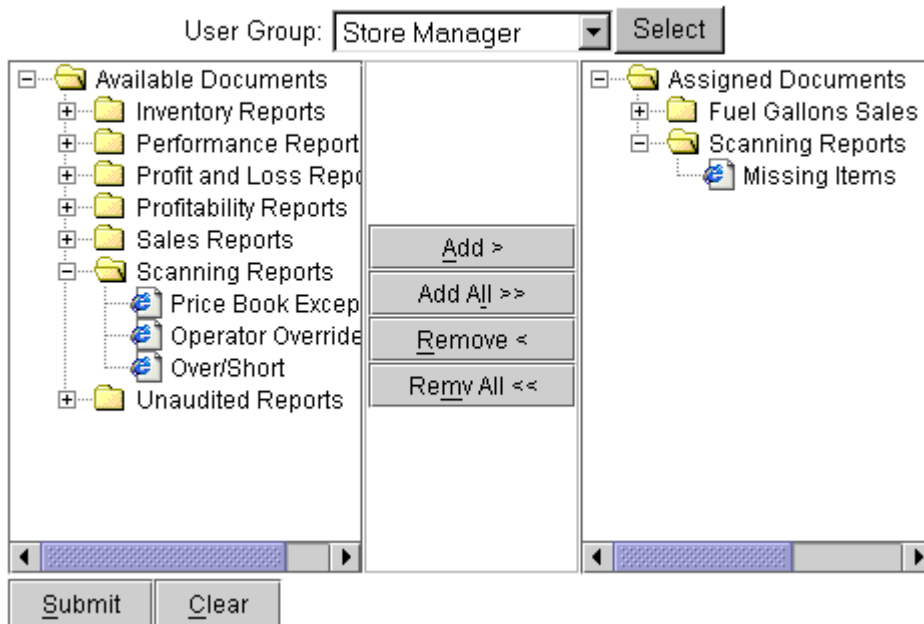 User Group: Store Manager Select
Available Documents
Inventory Reports
Performance Report
Profit and Loss Repo
Profitability Reports
Sales Reports
Scanning Reports
Price Book Excep
Operator Override
Over/Short
Unaudited Reports
Add >
Add All >>
Remove <
Remv All <<
Assigned Documents
Fuel Gallons Sales
Scanning Reports
Missing Items
Submit Clear